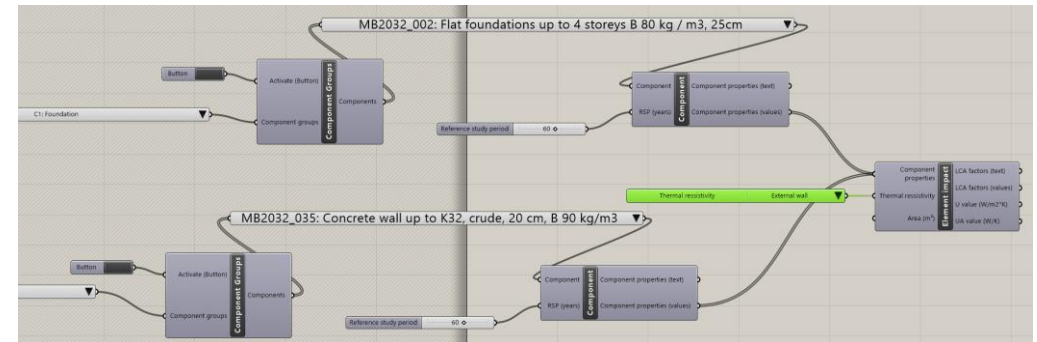 MB2032_002: Flat foundations up to 4 storeys B 80 kg / m3, 25cm
Button
Activate (Button)
Component Groups
Components
C1: Foundation
Component groups
Component
Component
Component properties (text)
RSP (years)
Component properties (values)
Reference study period
60
Component properties
Element impact
LCA factors (text)
Thermal ressistivity
External wall
Thermal ressistivity
LCA factors (values)
U value (W/m2*K)
Area (m²)
UA value (W/K)
MB2032_035: Concrete wall up to K32, crude, 20 cm, B 90 kg/m3
Button
Activate (Button)
Component Groups
Components
Component groups
Component
Component
Component properties (text)
RSP (years)
Component properties (values)
Reference study period
60